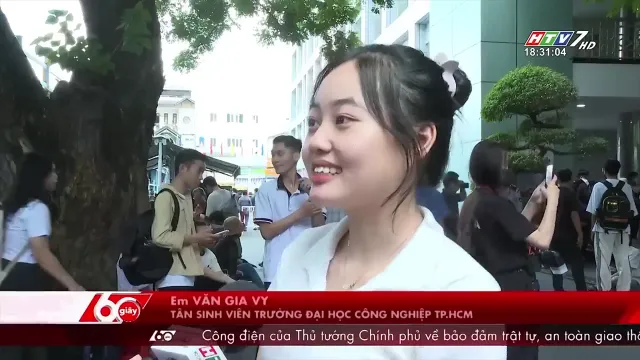 HTV7 HD
18:31:04
60 giây
Em VĂN GIA VY
TÂN SINH VIÊN TRƯỜNG ĐẠI HỌC CÔNG NGHIỆP TP.HCM
60 Công điện của Thủ tướng Chính phủ về bảo đảm trật tự, an toàn giao thô